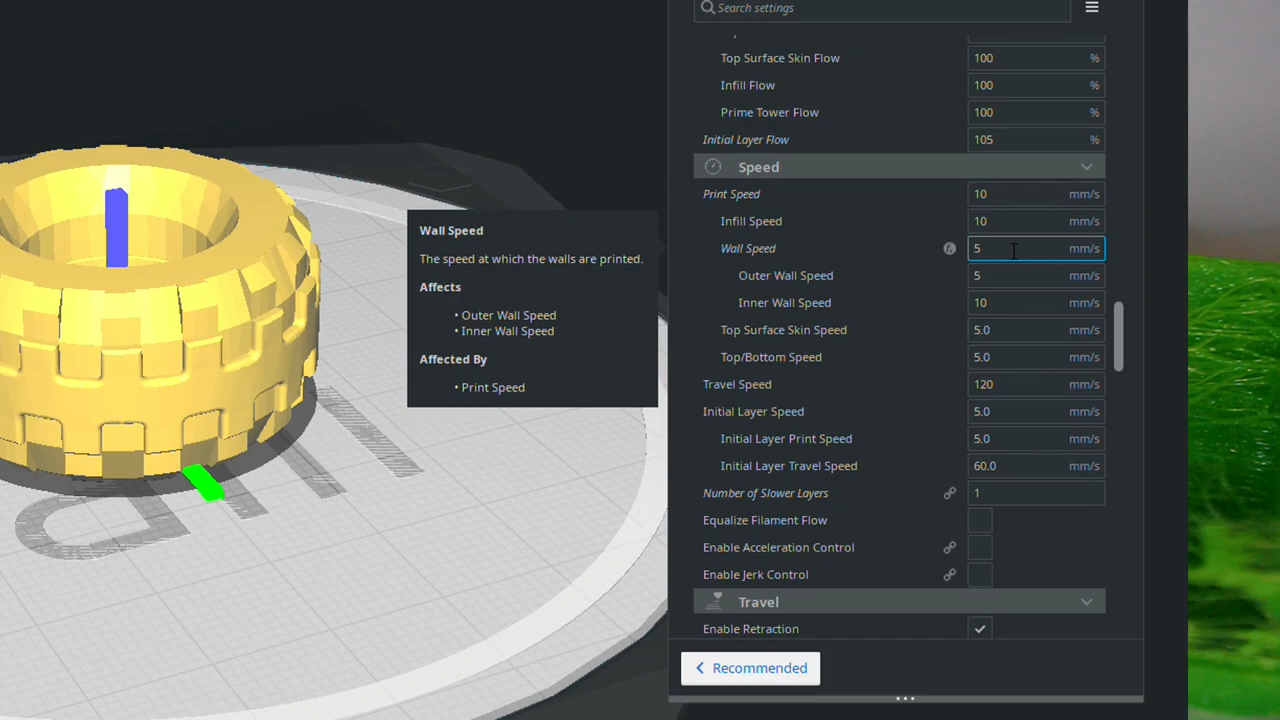 Search settings
Top Surface Skin Flow 100 %
Infill Flow 100 %
Prime Tower Flow 100 %
Initial Layer Flow 105 %
Speed
Print Speed 10 mm/s
Infill Speed 10 mm/s
Wall Speed 5 mm/s
Outer Wall Speed 5 mm/s
Inner Wall Speed 10 mm/s
Top Surface Skin Speed 5.0 mm/s
Top/Bottom Speed 5.0 mm/s
Travel Speed 120 mm/s
Initial Layer Speed 5.0 mm/s
Initial Layer Print Speed 5.0 mm/s
Initial Layer Travel Speed 60.0 mm/s
Number of Slower Layers 1
Equalize Filament Flow
Enable Acceleration Control
Enable Jerk Control
Travel
Enable Retraction
Recommended
Wall Speed
The speed at which the walls are printed.
Affects
• Outer Wall Speed
• Inner Wall Speed
Affected By
• Print Speed